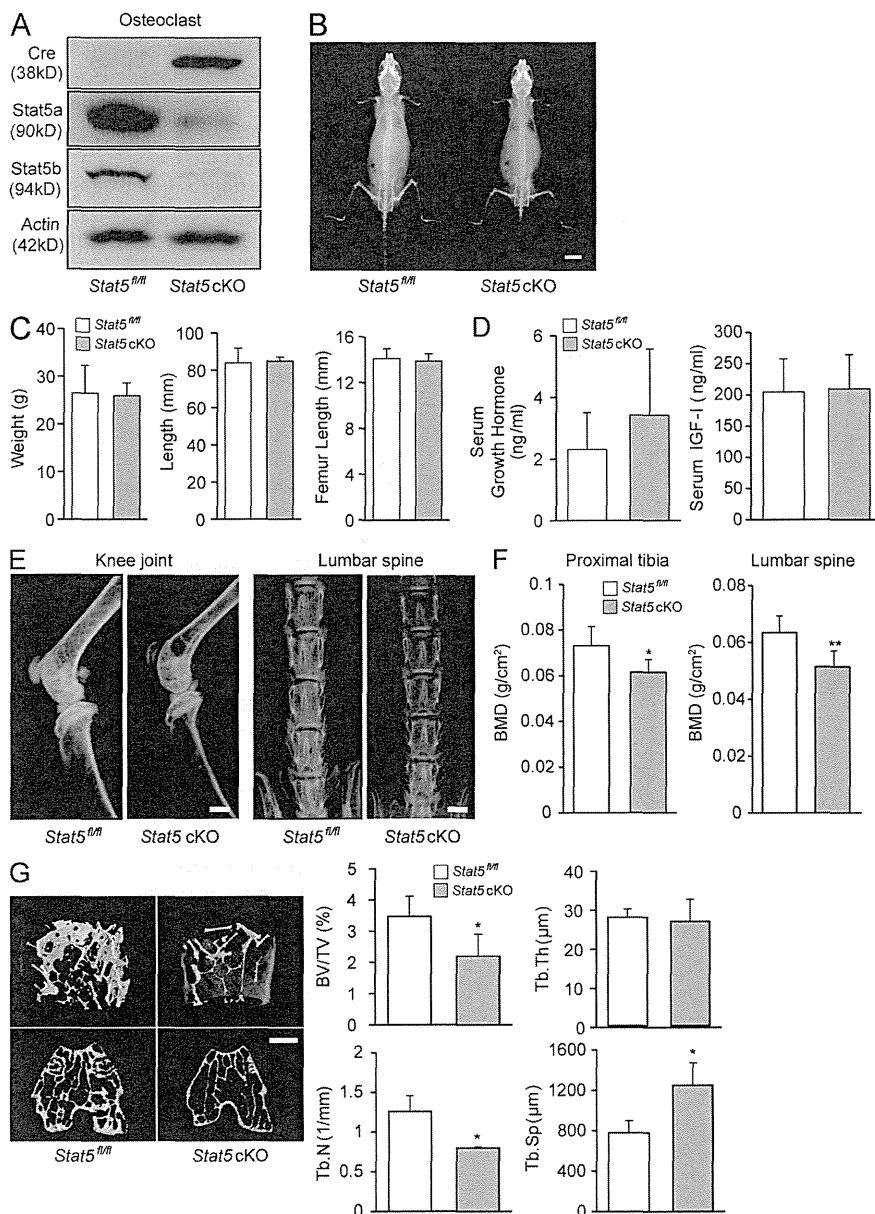 A
Osteoclast
Cre
(38kD)
Stat5a
(90kD)
Stat5b
(94kD)
Actin
(42kD)
Stat5fl/fl Stat5 cKO
B
Stat5fl/fl Stat5 cKO
C
Stat5fl/fl
Stat5 cKO
Weight (g)
40
30
20
10
0
Length (mm)
100
80
60
40
20
0
Femur Length (mm)
16
12
8
4
0
D
Stat5fl/fl
Stat5 cKO
Serum
Growth Hormone
(ng/ml)
6
4
2
0
Serum IGF-I (ng/ml)
300
250
200
150
100
50
0
E
Knee joint Lumbar spine
Stat5fl/fl Stat5 cKO Stat5fl/fl Stat5 cKO
F
Proximal tibia
Stat5fl/fl
Stat5 cKO
BMD (g/cm2)
0.1
0.08
0.06
0.04
0.02
0
*
Lumbar spine
BMD (g/cm2)
0.08
0.06
0.04
0.02
0
**
G
Stat5fl/fl Stat5 cKO
Stat5fl/fl
Stat5 cKO
BV/TV (%)
5
4
3
2
1
0
*
Tb.Th (µm)
40
30
20
10
0
Tb.N (1/mm)
2
1.5
1
0.5
0
*
Tb.Sp (µm)
1600
1200
800
400
0
*